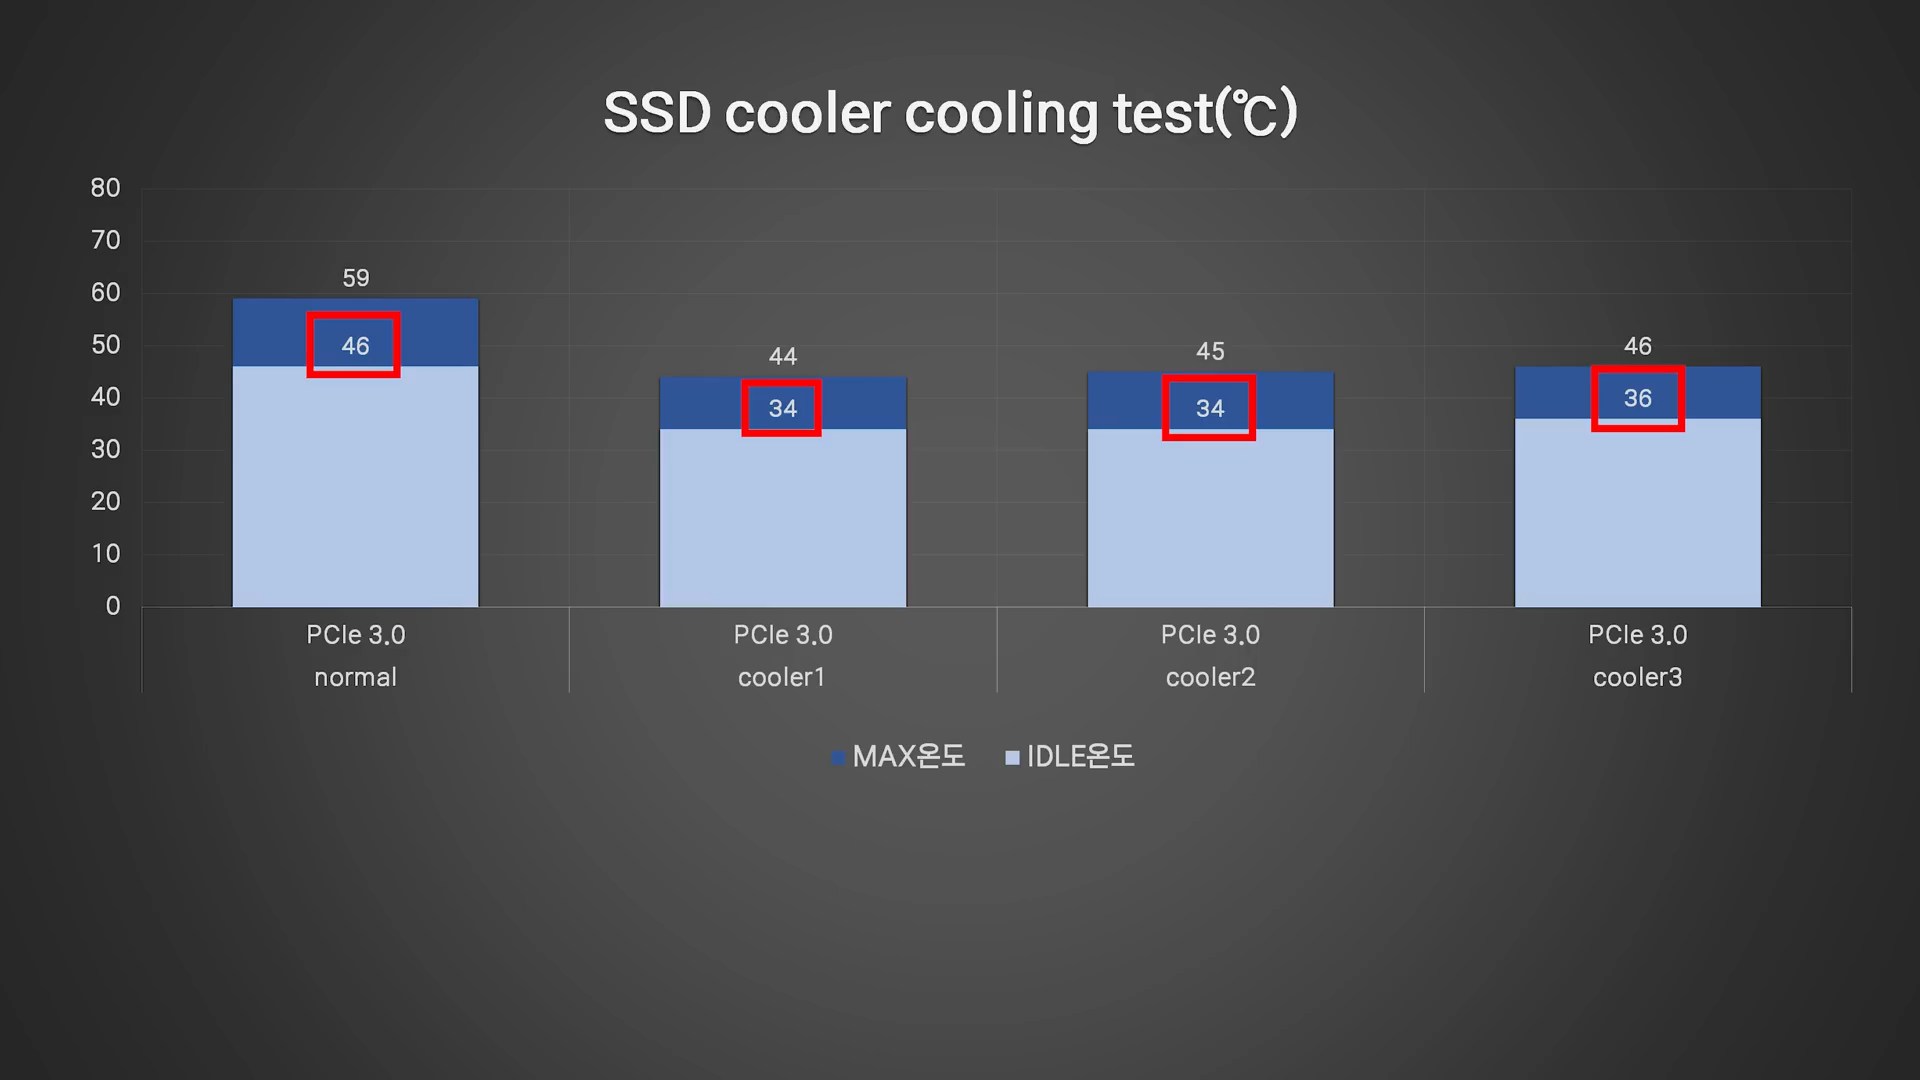 SSD cooler cooling test(℃)
80
70
60
50
40
30
20
10
0
59
46
44
34
45
34
46
36
PCIe 3.0
normal
PCIe 3.0
cooler1
PCIe 3.0
cooler2
PCIe 3.0
cooler3
MAX온도
IDLE온도